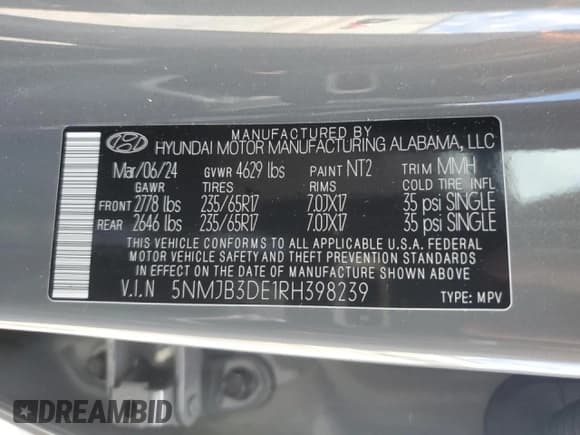 MANUFACTURED BY
HYUNDAI MOTOR MANUFACTURING ALABAMA, LLC
Mar/06/24 GVWR 4629 lbs PAINT NT2 TRIM MMH
GAWR TIRES RIMS COLD TIRE INFL
FRONT 2778 lbs 235/65R17 7.0JX17 35 psi SINGLE
REAR 2646 lbs 235/65R17 7.0JX17 35 psi SINGLE
THIS VEHICLE CONFORMS TO ALL APPLICABLE U.S.A. FEDERAL
MOTOR VEHICLE SAFETY AND THEFT PREVENTION STANDARDS
IN EFFECT ON THE DATE OF MANUFACTURE SHOWN ABOVE.
V.I.N 5NMJB3DE1RH398239 TYPE: MPV
DREAMBID